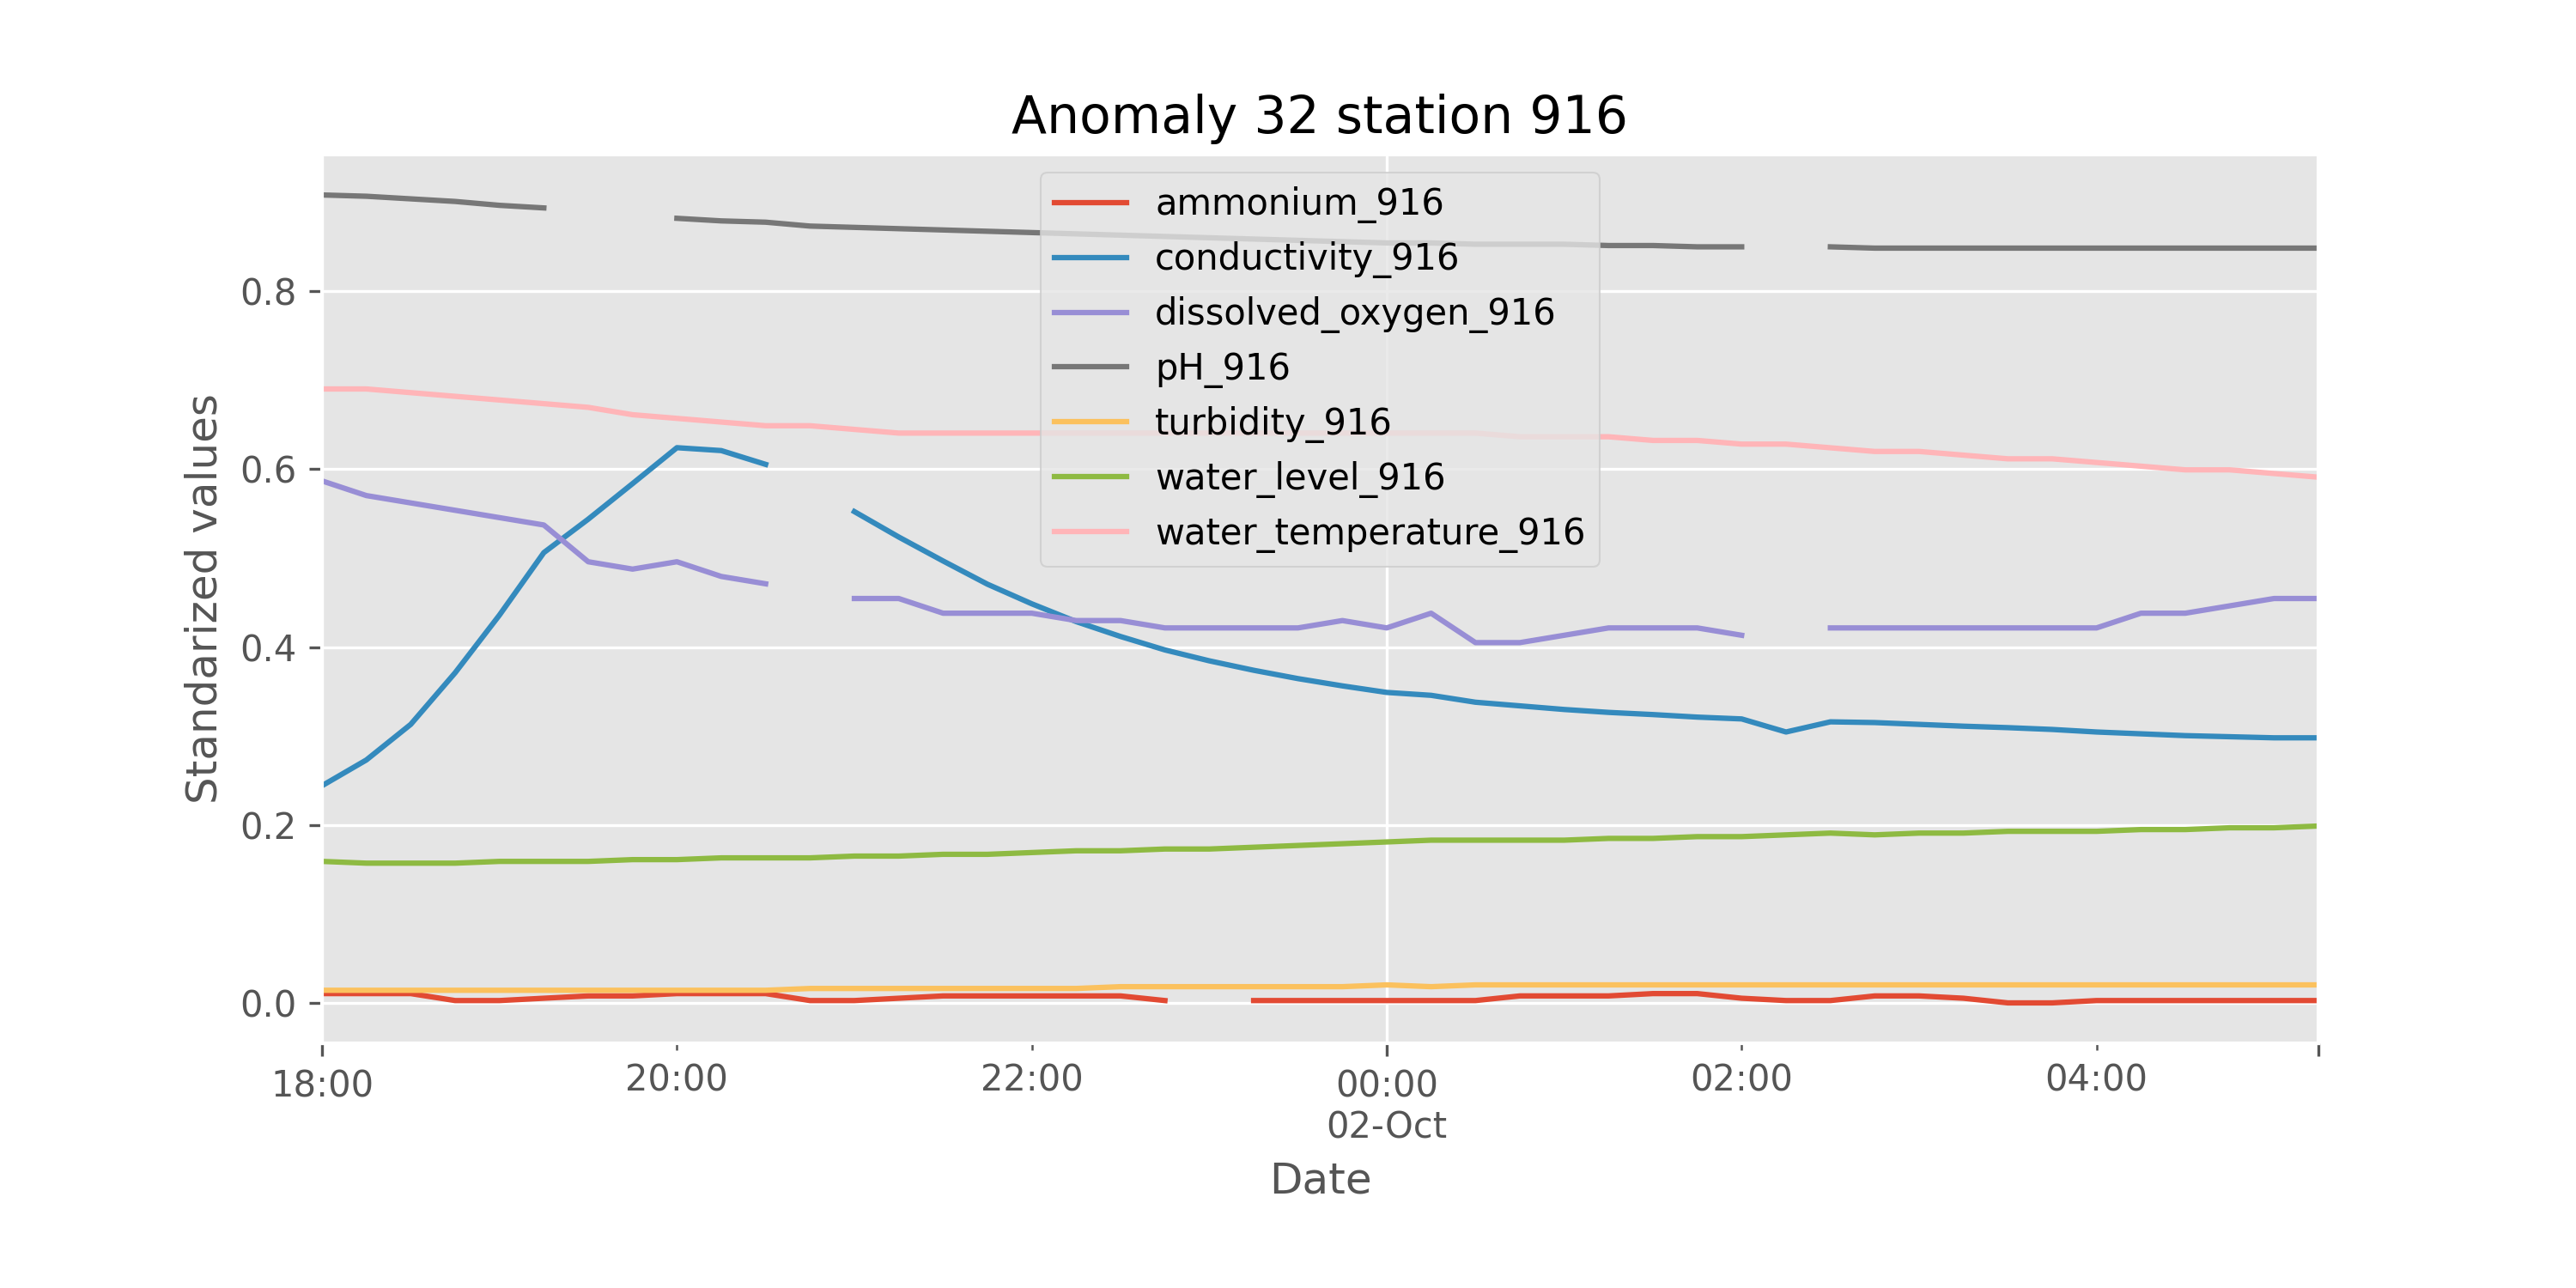 Anomaly 32 station 916
ammonium_916
conductivity_916
dissolved_oxygen_916
pH_916
turbidity_916
water_level_916
water_temperature_916
Standarized values
0.8
0.6
0.4
0.2
0.0
18:00 20:00 22:00 00:00 02:00 04:00
02-Oct
Date